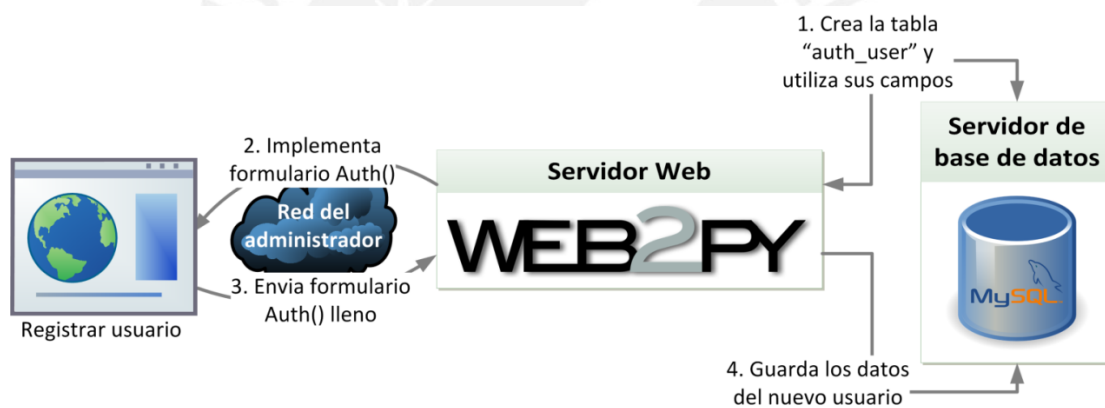 1. Crea la tabla
“auth_user” y
utiliza sus campos
Servidor de
base de datos
2. Implementa
formulario Auth()
Servidor Web
Red del
administrador
WEB2PY
MySQL
3. Envia formulario
Auth() lleno
Registrar usuario
4. Guarda los datos
del nuevo usuario